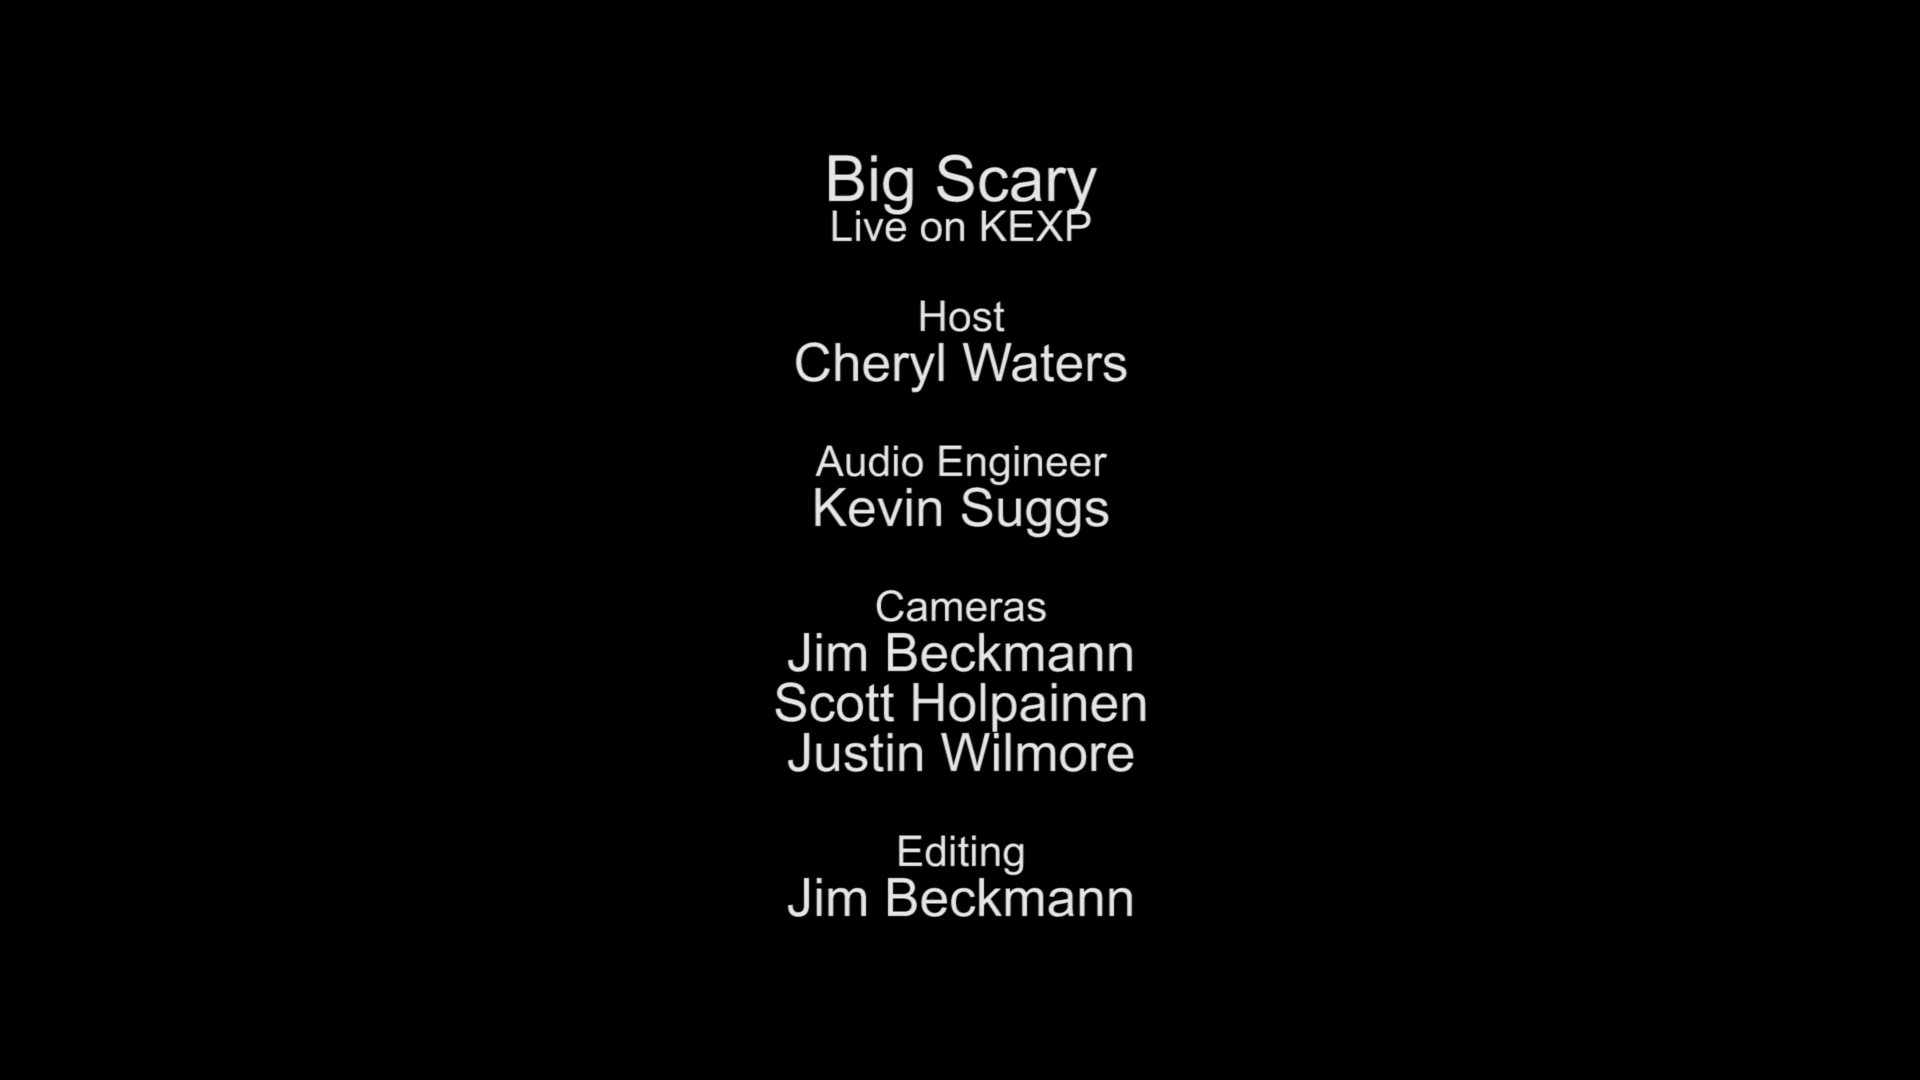 Big Scary
Live on KEXP
Host
Cheryl Waters
Audio Engineer
Kevin Suggs
Cameras
Jim Beckmann
Scott Holpainen
Justin Wilmore
Editing
Jim Beckmann